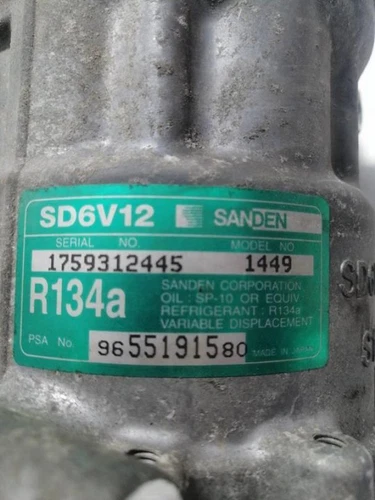 SD6V12 SANDEN
SERIAL NO. MODEL NO
1759312445 1449
R134a
SANDEN CORPORATION
OIL : SP-10 OR EQUIV
REFRIGERANT : R134a
VARIABLE DISPLACEMENT
PSA No. 9655191580 MADE IN JAPAN
SD
S